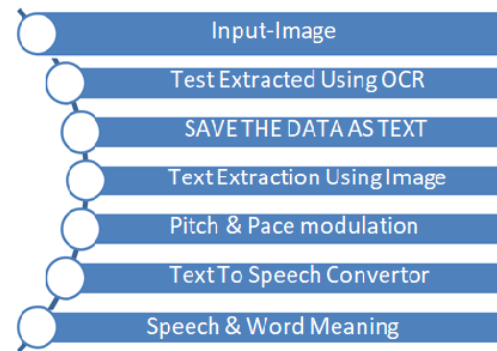 Input-Image
Test Extracted Using OCR
SAVE THE DATA AS TEXT
Text Extraction Using Image
Pitch & Pace modulation
Text To Speech Convertor
Speech & Word Meaning